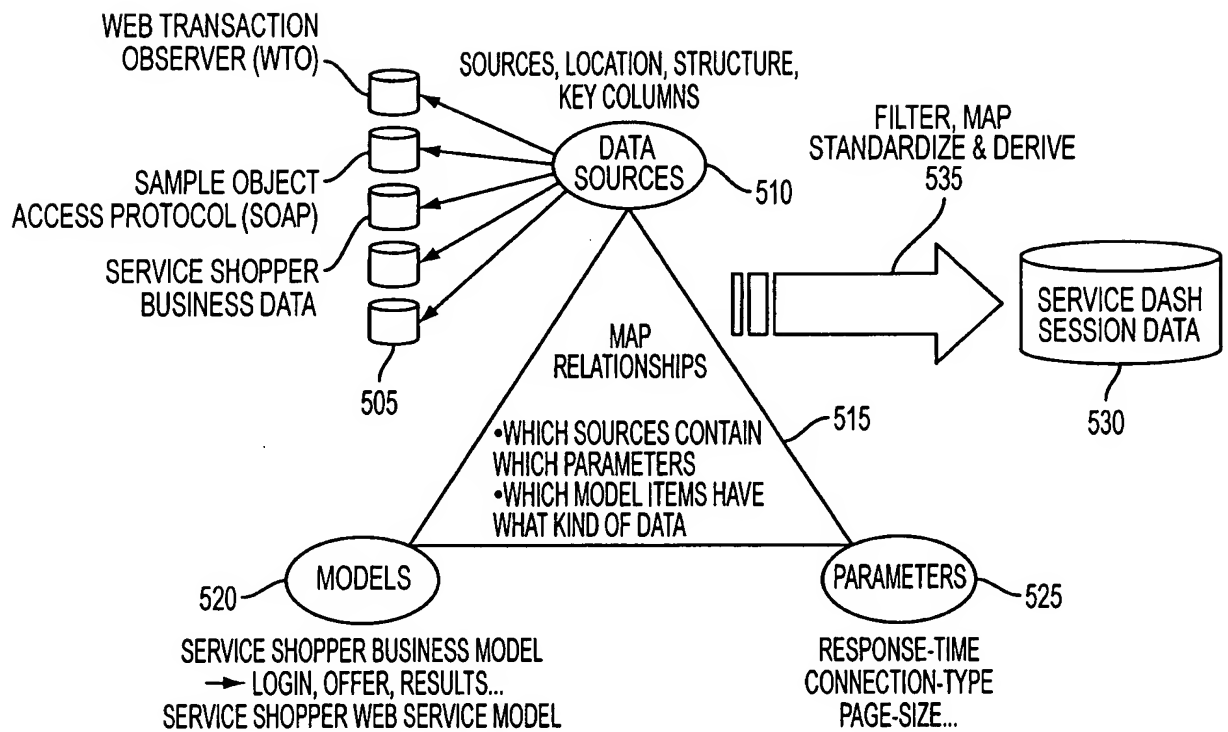 WEB TRANSACTION
OBSERVER (WTO)
SOURCES, LOCATION, STRUCTURE,
KEY COLUMNS
FILTER, MAP
STANDARDIZE & DERIVE
535
DATA
SOURCES
510
SAMPLE OBJECT
ACCESS PROTOCOL (SOAP)
SERVICE SHOPPER
BUSINESS DATA
505
SERVICE DASH
SESSION DATA
530
MAP
RELATIONSHIPS
515
•WHICH SOURCES CONTAIN
WHICH PARAMETERS
•WHICH MODEL ITEMS HAVE
WHAT KIND OF DATA
MODELS
520
PARAMETERS
525
SERVICE SHOPPER BUSINESS MODEL
→ LOGIN, OFFER, RESULTS...
SERVICE SHOPPER WEB SERVICE MODEL
RESPONSE-TIME
CONNECTION-TYPE
PAGE-SIZE...